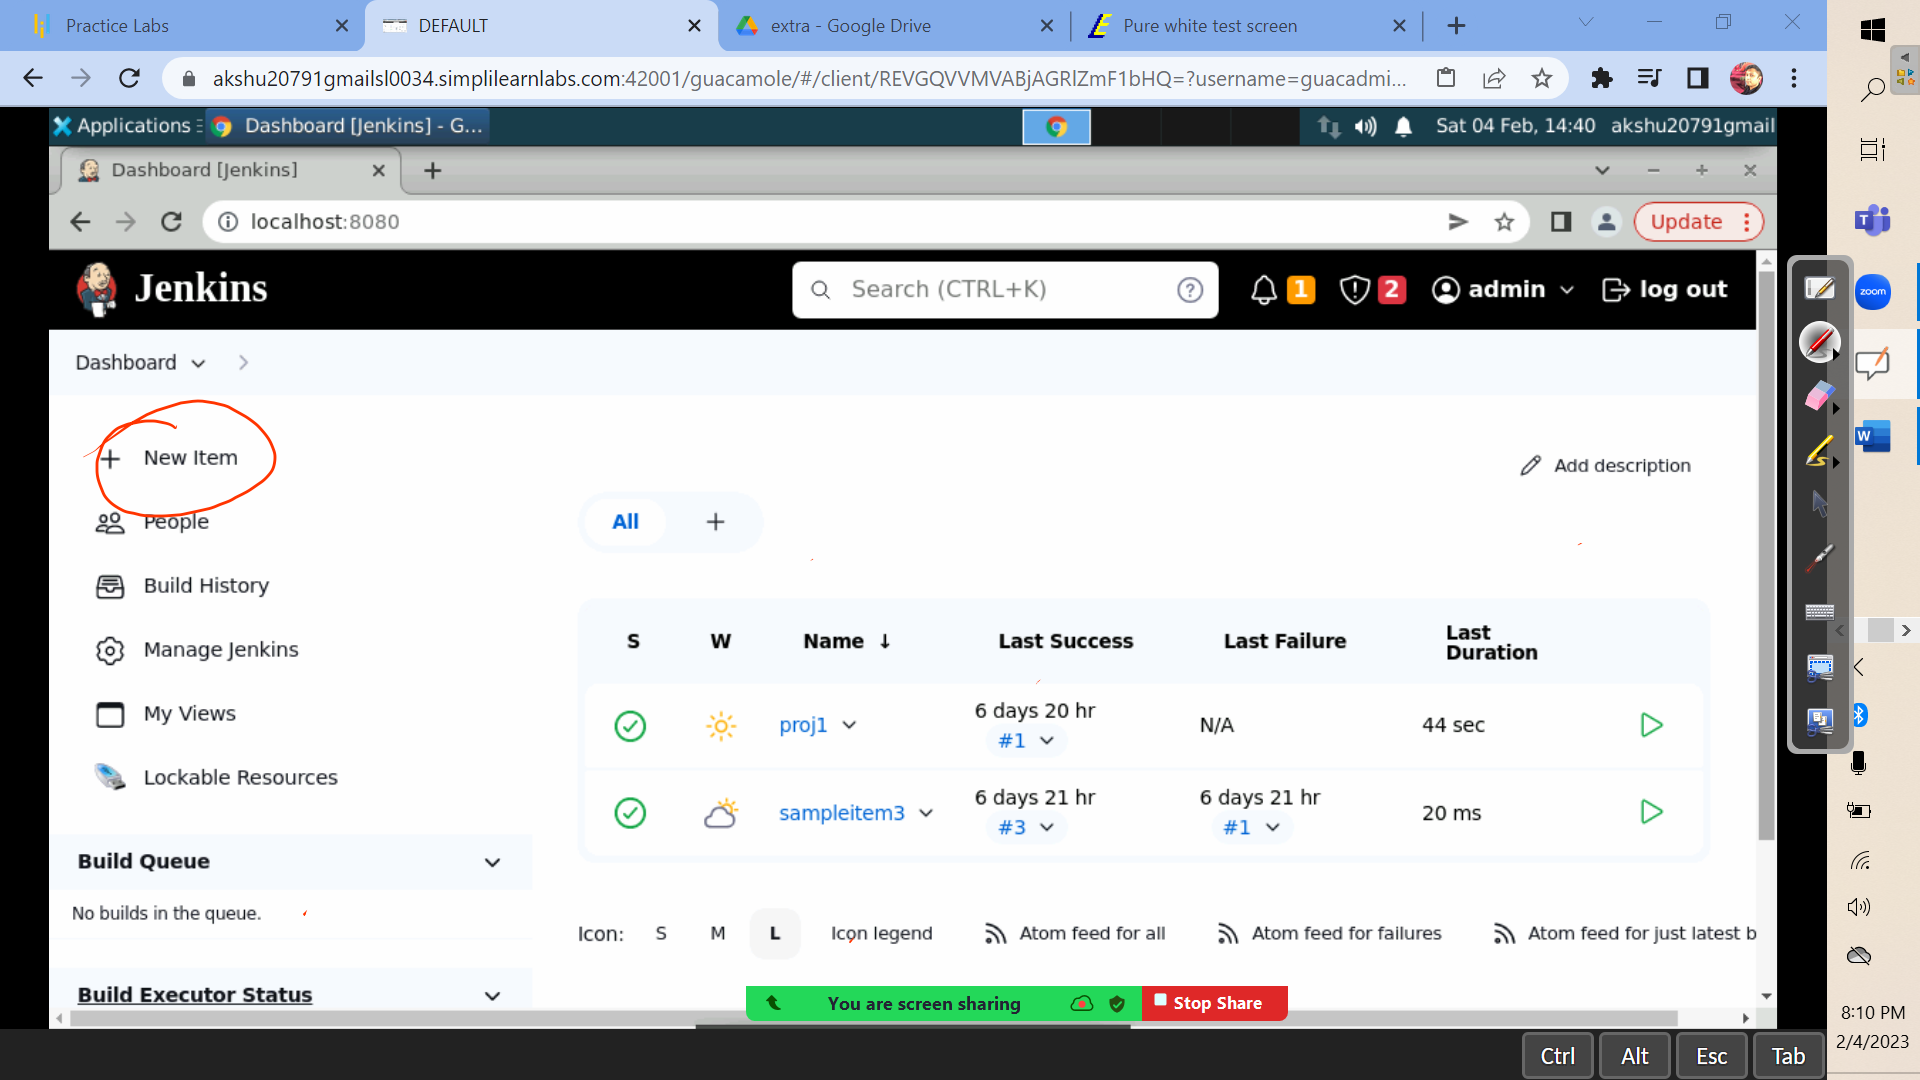 Practice Labs
DEFAULT
extra - Google Drive
Pure white test screen
akshu20791gmailsl0034.simplilearnlabs.com:42001/guacamole/#/client/REVGQVVMVABjAGRlZmF1bHQ=?username=guacadmi...
Applications
Dashboard [Jenkins] - G...
Sat 04 Feb, 14:40
akshu20791gmail
Dashboard [Jenkins]
localhost:8080
Update
Jenkins
Search (CTRL+K)
1
2
admin
log out
Dashboard
New Item
Add description
People
All
Build History
Manage Jenkins
My Views
Lockable Resources
S W Name ↓ Last Success Last Failure Last Duration
proj1 6 days 20 hr #1 N/A 44 sec
sampleitem3 6 days 21 hr #3 6 days 21 hr #1 20 ms
Build Queue
No builds in the queue.
Icon: S M L Icon legend Atom feed for all Atom feed for failures Atom feed for just latest b
Build Executor Status
You are screen sharing
Stop Share
zoom
8:10 PM
2/4/2023
Ctrl Alt Esc Tab